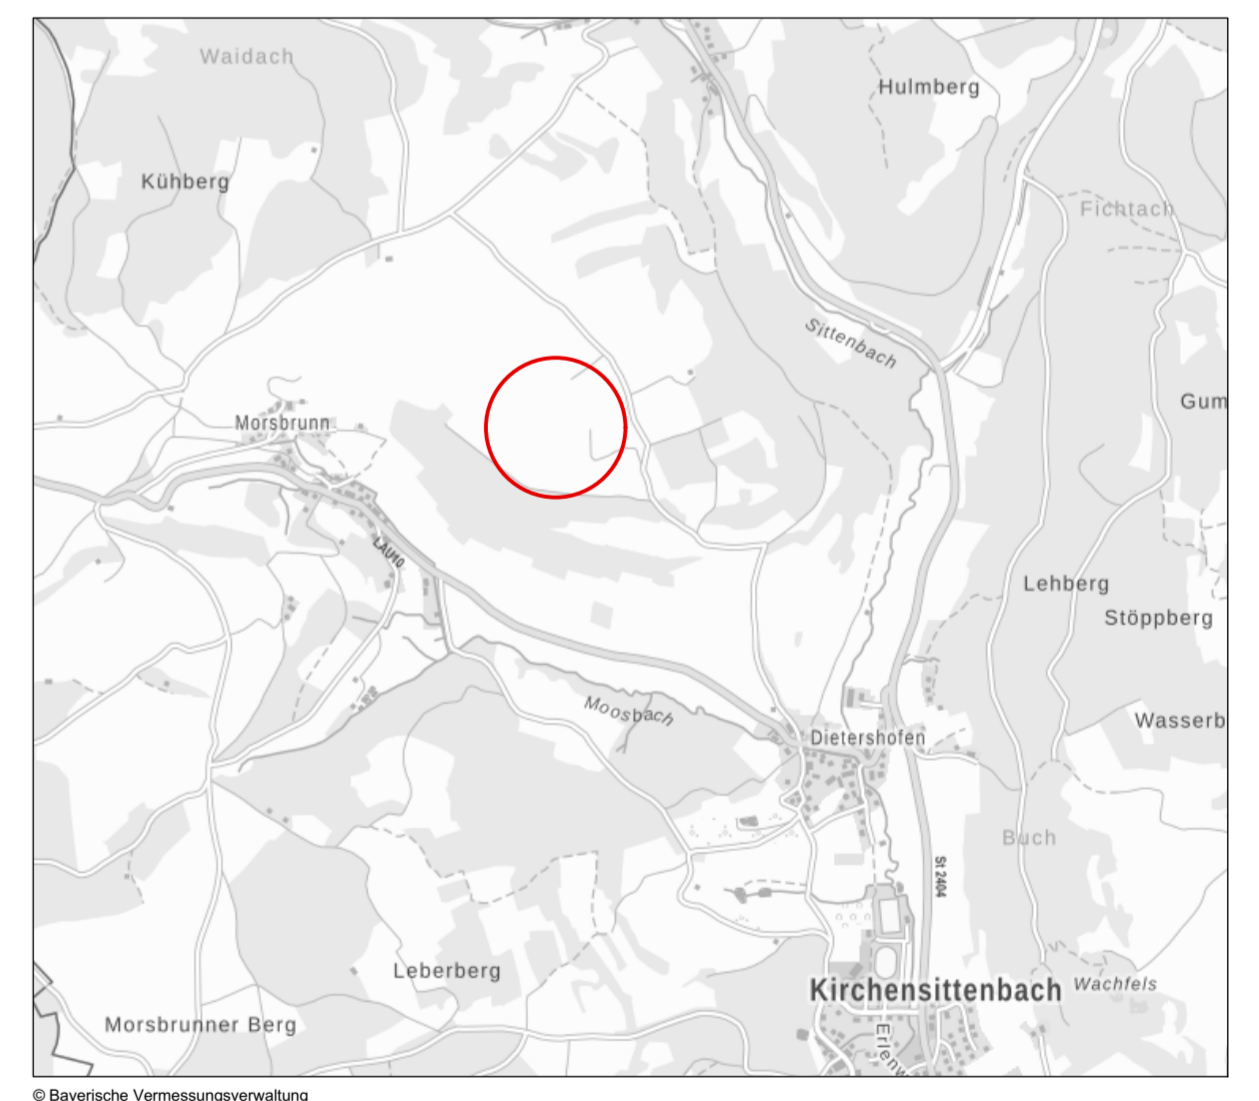 Waidach
Hulmberg
Kühberg
Fichtach
Sittenbach
Gum
Morsbrunn
LAU10
Lehberg
Stöppberg
Moosbach
Wasserb
Dietershofen
Buch
St 2404
Leberberg
Wachfels
Kirchensittenbach
Morsbrunner Berg
Erlenw
© Bayerische Vermessungsverwaltung